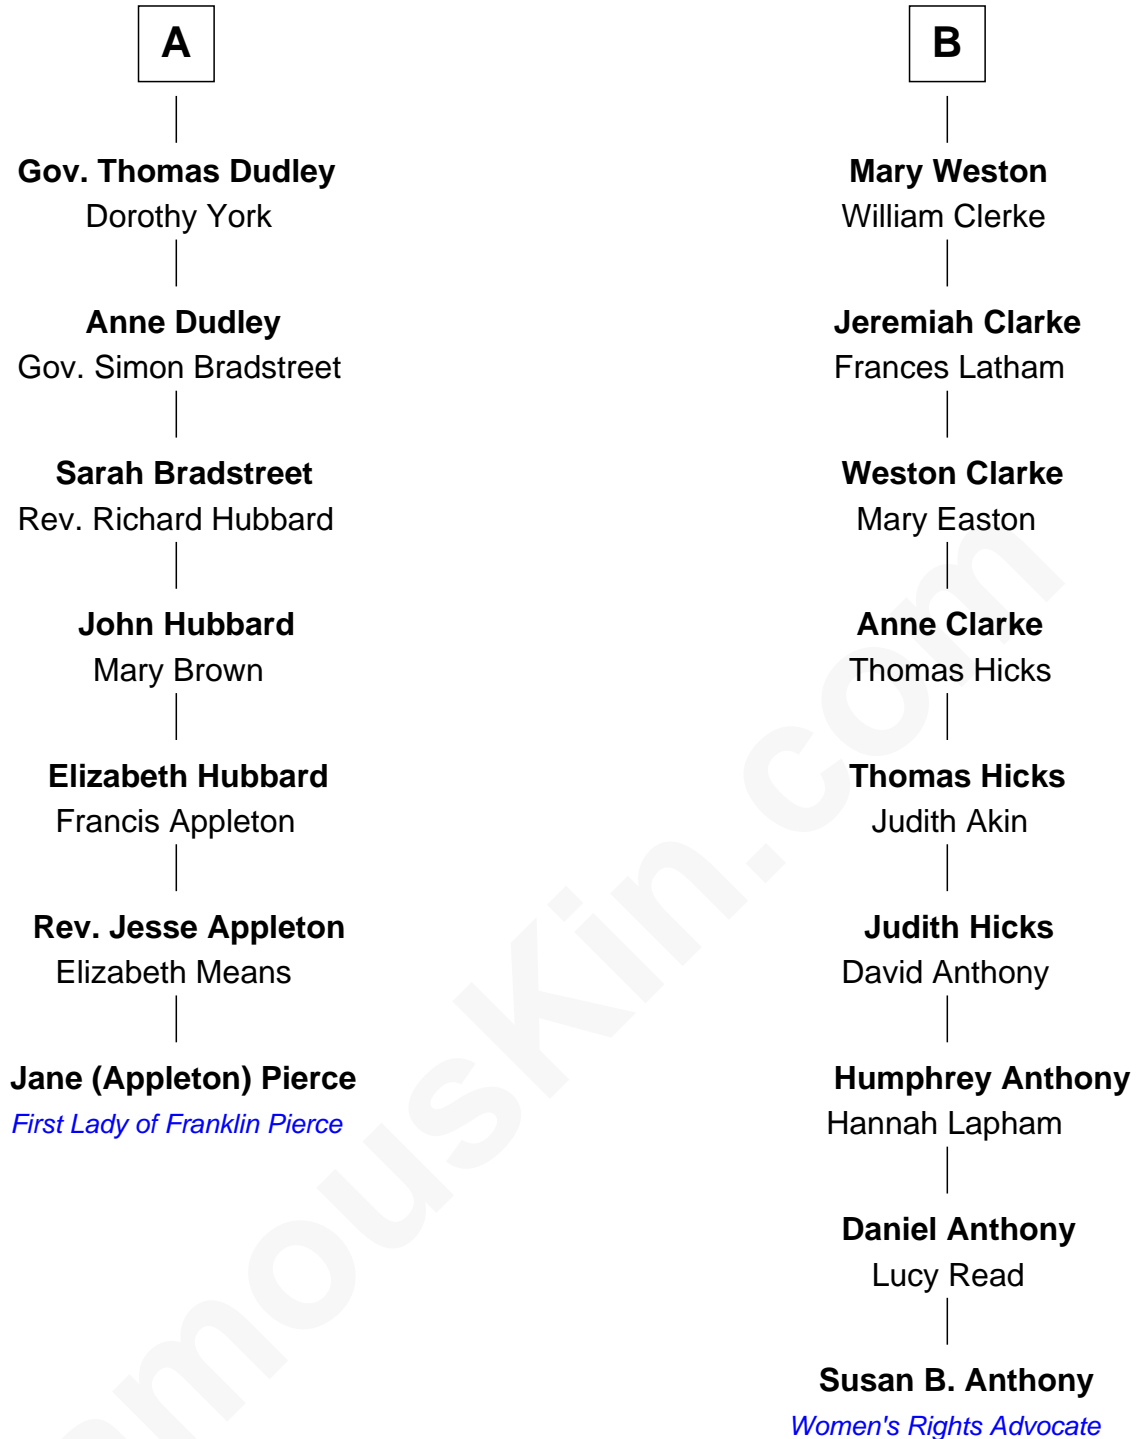 A
Gov. Thomas Dudley
Dorothy York
Anne Dudley
Gov. Simon Bradstreet
Sarah Bradstreet
Rev. Richard Hubbard
John Hubbard
Mary Brown
Elizabeth Hubbard
Francis Appleton
Rev. Jesse Appleton
Elizabeth Means
Jane (Appleton) Pierce
First Lady of Franklin Pierce
B
Mary Weston
William Clerke
Jeremiah Clarke
Frances Latham
Weston Clarke
Mary Easton
Anne Clarke
Thomas Hicks
Thomas Hicks
Judith Akin
Judith Hicks
David Anthony
Humphrey Anthony
Hannah Lapham
Daniel Anthony
Lucy Read
Susan B. Anthony
Women's Rights Advocate